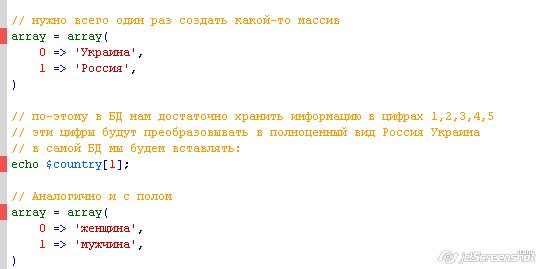 // нужно всего один раз создать какой-то массив
array = array(
0 => 'Украина',
1 => 'Россия',
)
// по-этому в БД нам достаточно хранить информацию в цифрах 1,2,3,4,5
// эти цифры будут преобразовывать в полноценный вид Россия Украина
// в самой БД мы будем вставлять:
echo $country[1];
// Аналогично и с полом
array = array(
0 => 'женщина',
1 => 'мужчина',
)
jetScreenshot